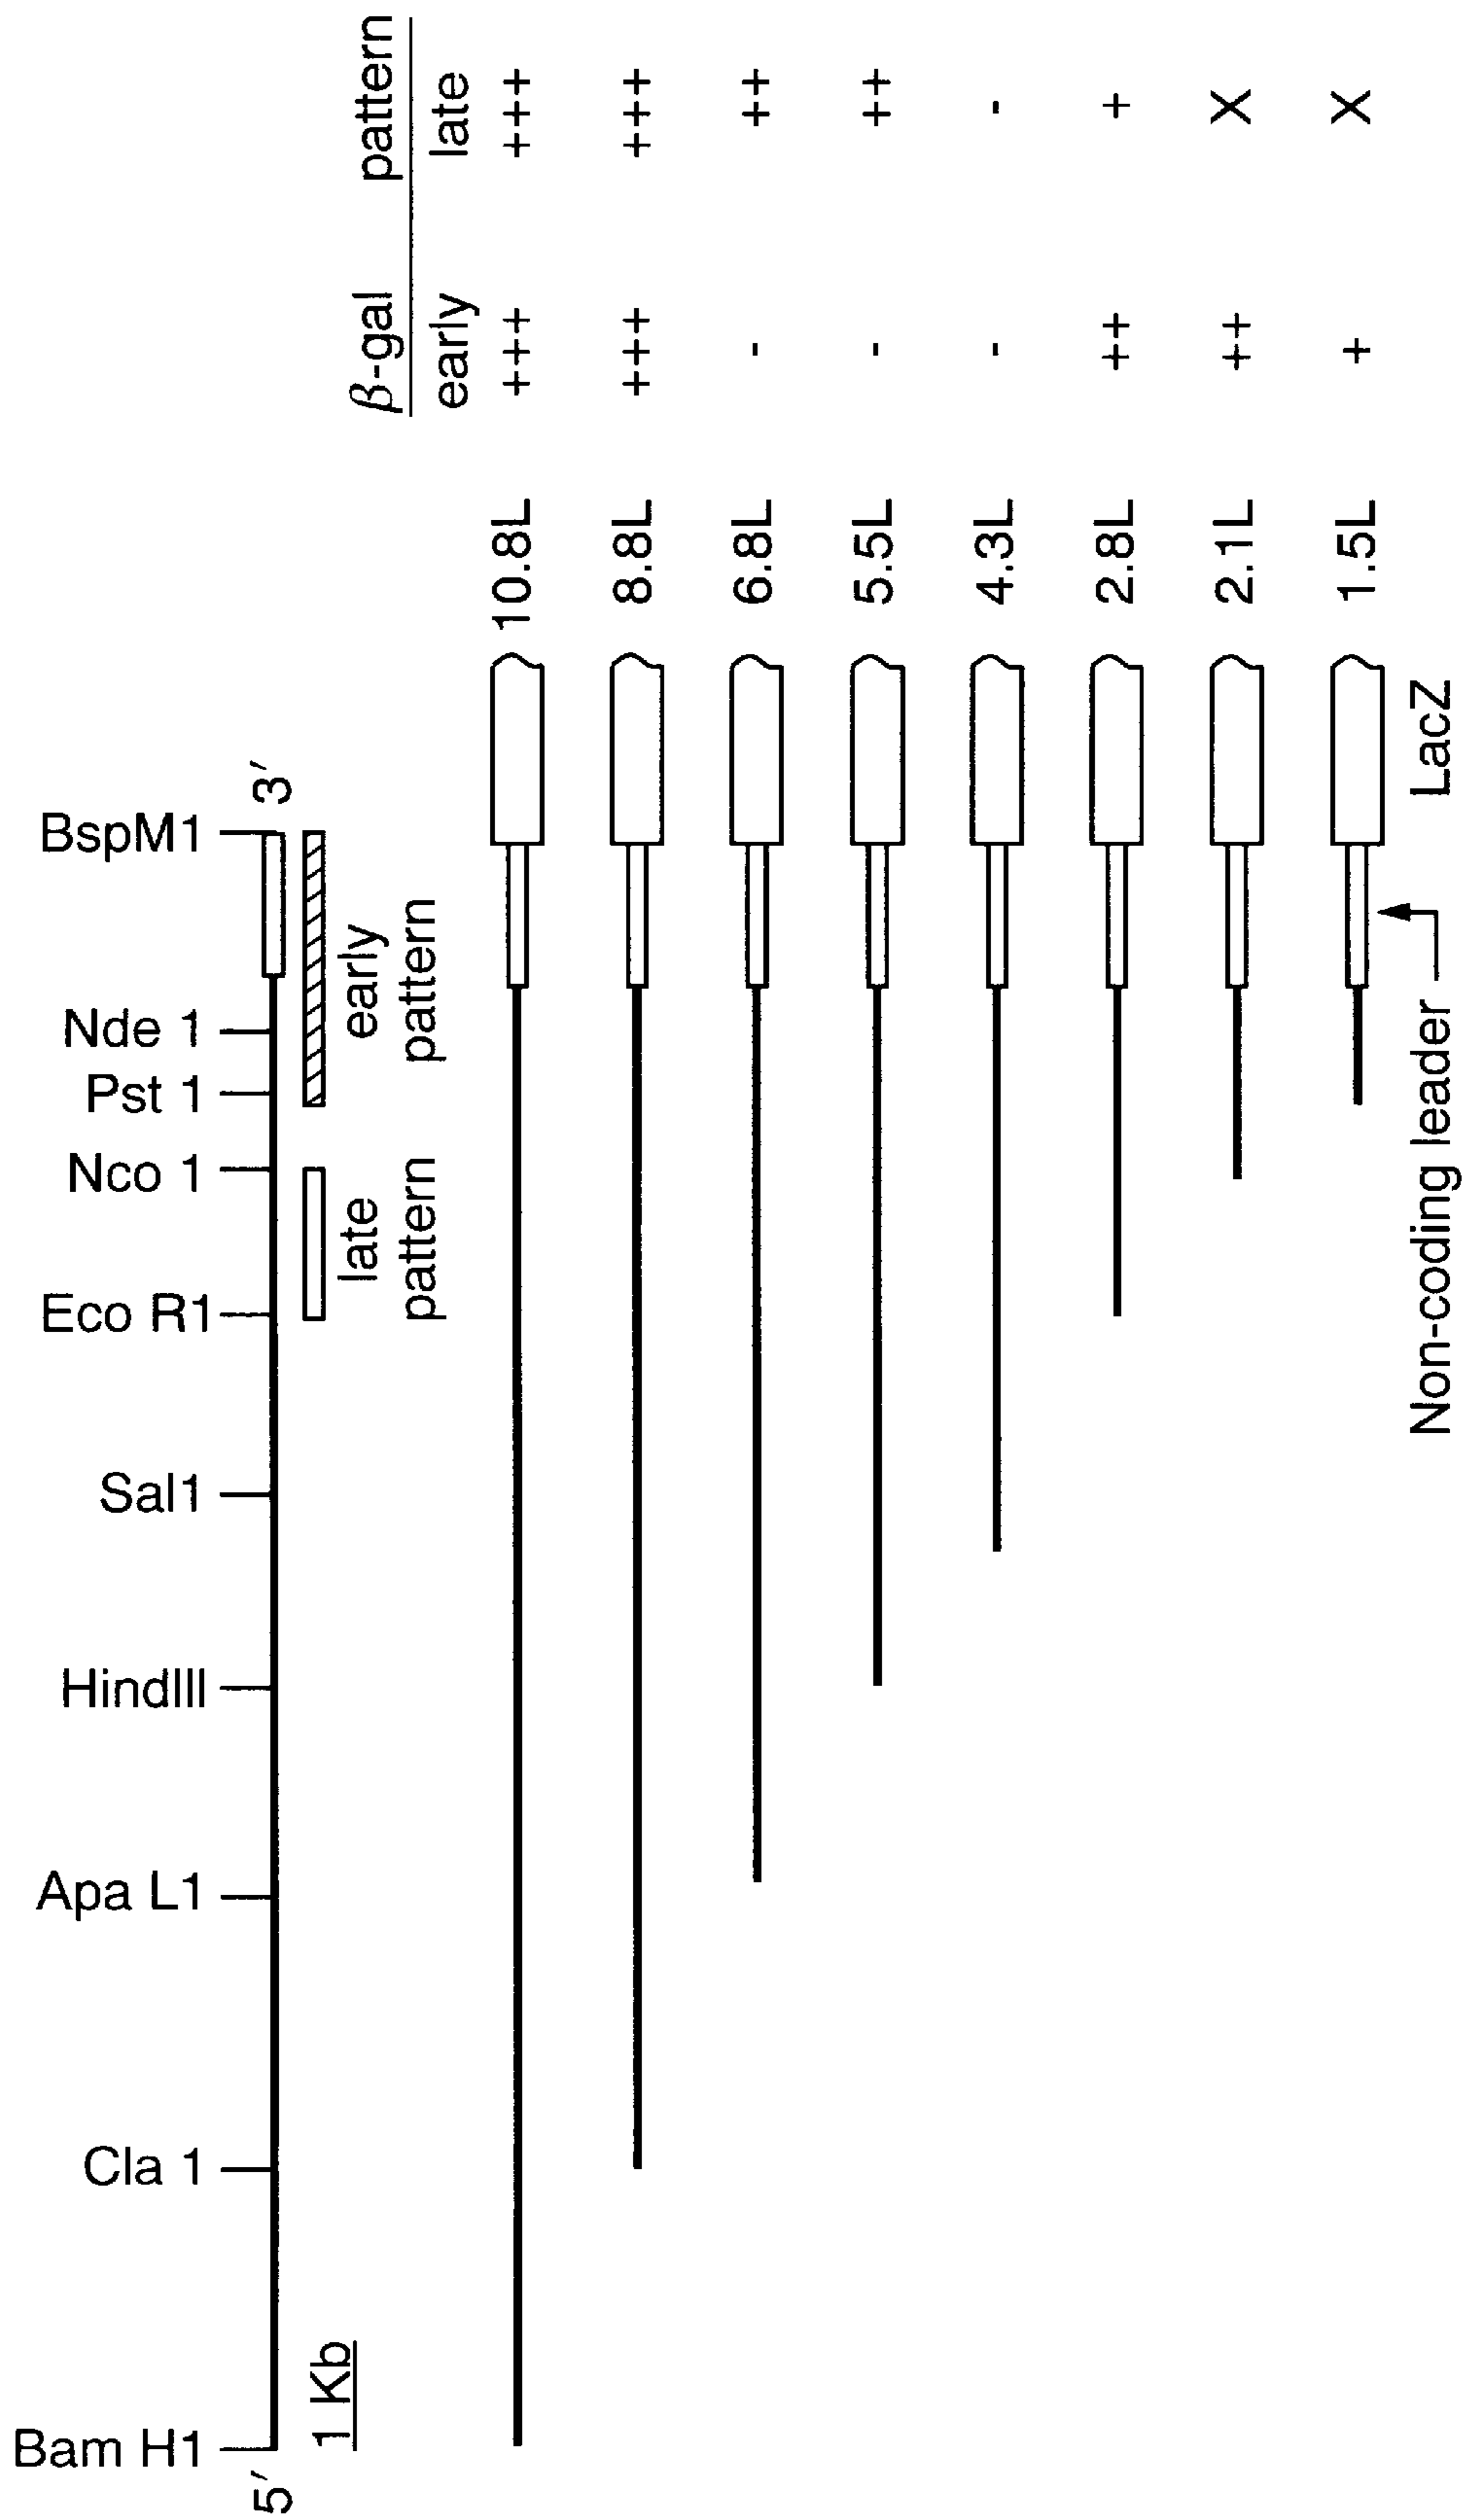 β-gal pattern
early late
Bam H1 Cla 1 Apa L1 HindIII Sal1 Eco R1 Nco 1 Pst 1 Nde 1 BspM1
5′ 3′
1 Kb
late
pattern
early
pattern
10.8L +++ +++
8.8L +++ +++
6.8L - ++
5.5L - ++
4.3L - -
2.8L ++ +
2.1L ++ X
1.5L + X
Non-coding leader
LacZ